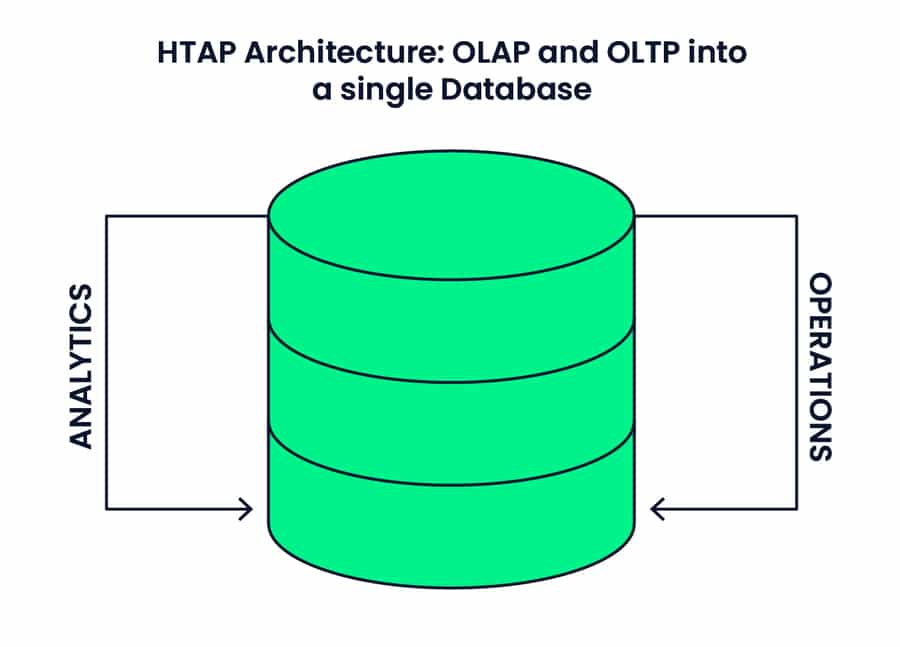 HTAP Architecture: OLAP and OLTP into
a single Database
ANALYTICS
OPERATIONS